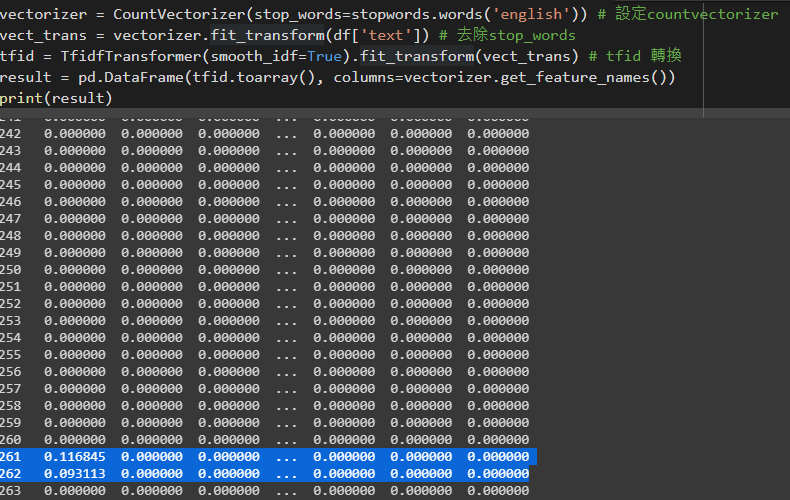 vectorizer = CountVectorizer(stop_words=stopwords.words('english')) # 設定countvectorizer
vect_trans = vectorizer.fit_transform(df['text']) # 去除stop_words
tfid = TfidfTransformer(smooth_idf=True).fit_transform(vect_trans) # tfid 轉換
result = pd.DataFrame(tfid.toarray(), columns=vectorizer.get_feature_names())
print(result)
241 0.000000 0.000000 0.000000 ... 0.000000 0.000000 0.000000
242 0.000000 0.000000 0.000000 ... 0.000000 0.000000 0.000000
243 0.000000 0.000000 0.000000 ... 0.000000 0.000000 0.000000
244 0.000000 0.000000 0.000000 ... 0.000000 0.000000 0.000000
245 0.000000 0.000000 0.000000 ... 0.000000 0.000000 0.000000
246 0.000000 0.000000 0.000000 ... 0.000000 0.000000 0.000000
247 0.000000 0.000000 0.000000 ... 0.000000 0.000000 0.000000
248 0.000000 0.000000 0.000000 ... 0.000000 0.000000 0.000000
249 0.000000 0.000000 0.000000 ... 0.000000 0.000000 0.000000
250 0.000000 0.000000 0.000000 ... 0.000000 0.000000 0.000000
251 0.000000 0.000000 0.000000 ... 0.000000 0.000000 0.000000
252 0.000000 0.000000 0.000000 ... 0.000000 0.000000 0.000000
253 0.000000 0.000000 0.000000 ... 0.000000 0.000000 0.000000
254 0.000000 0.000000 0.000000 ... 0.000000 0.000000 0.000000
255 0.000000 0.000000 0.000000 ... 0.000000 0.000000 0.000000
256 0.000000 0.000000 0.000000 ... 0.000000 0.000000 0.000000
257 0.000000 0.000000 0.000000 ... 0.000000 0.000000 0.000000
258 0.000000 0.000000 0.000000 ... 0.000000 0.000000 0.000000
259 0.000000 0.000000 0.000000 ... 0.000000 0.000000 0.000000
260 0.000000 0.000000 0.000000 ... 0.000000 0.000000 0.000000
261 0.116845 0.000000 0.000000 ... 0.000000 0.000000 0.000000
262 0.093113 0.000000 0.000000 ... 0.000000 0.000000 0.000000
263 0.000000 0.000000 0.000000 ... 0.000000 0.000000 0.000000